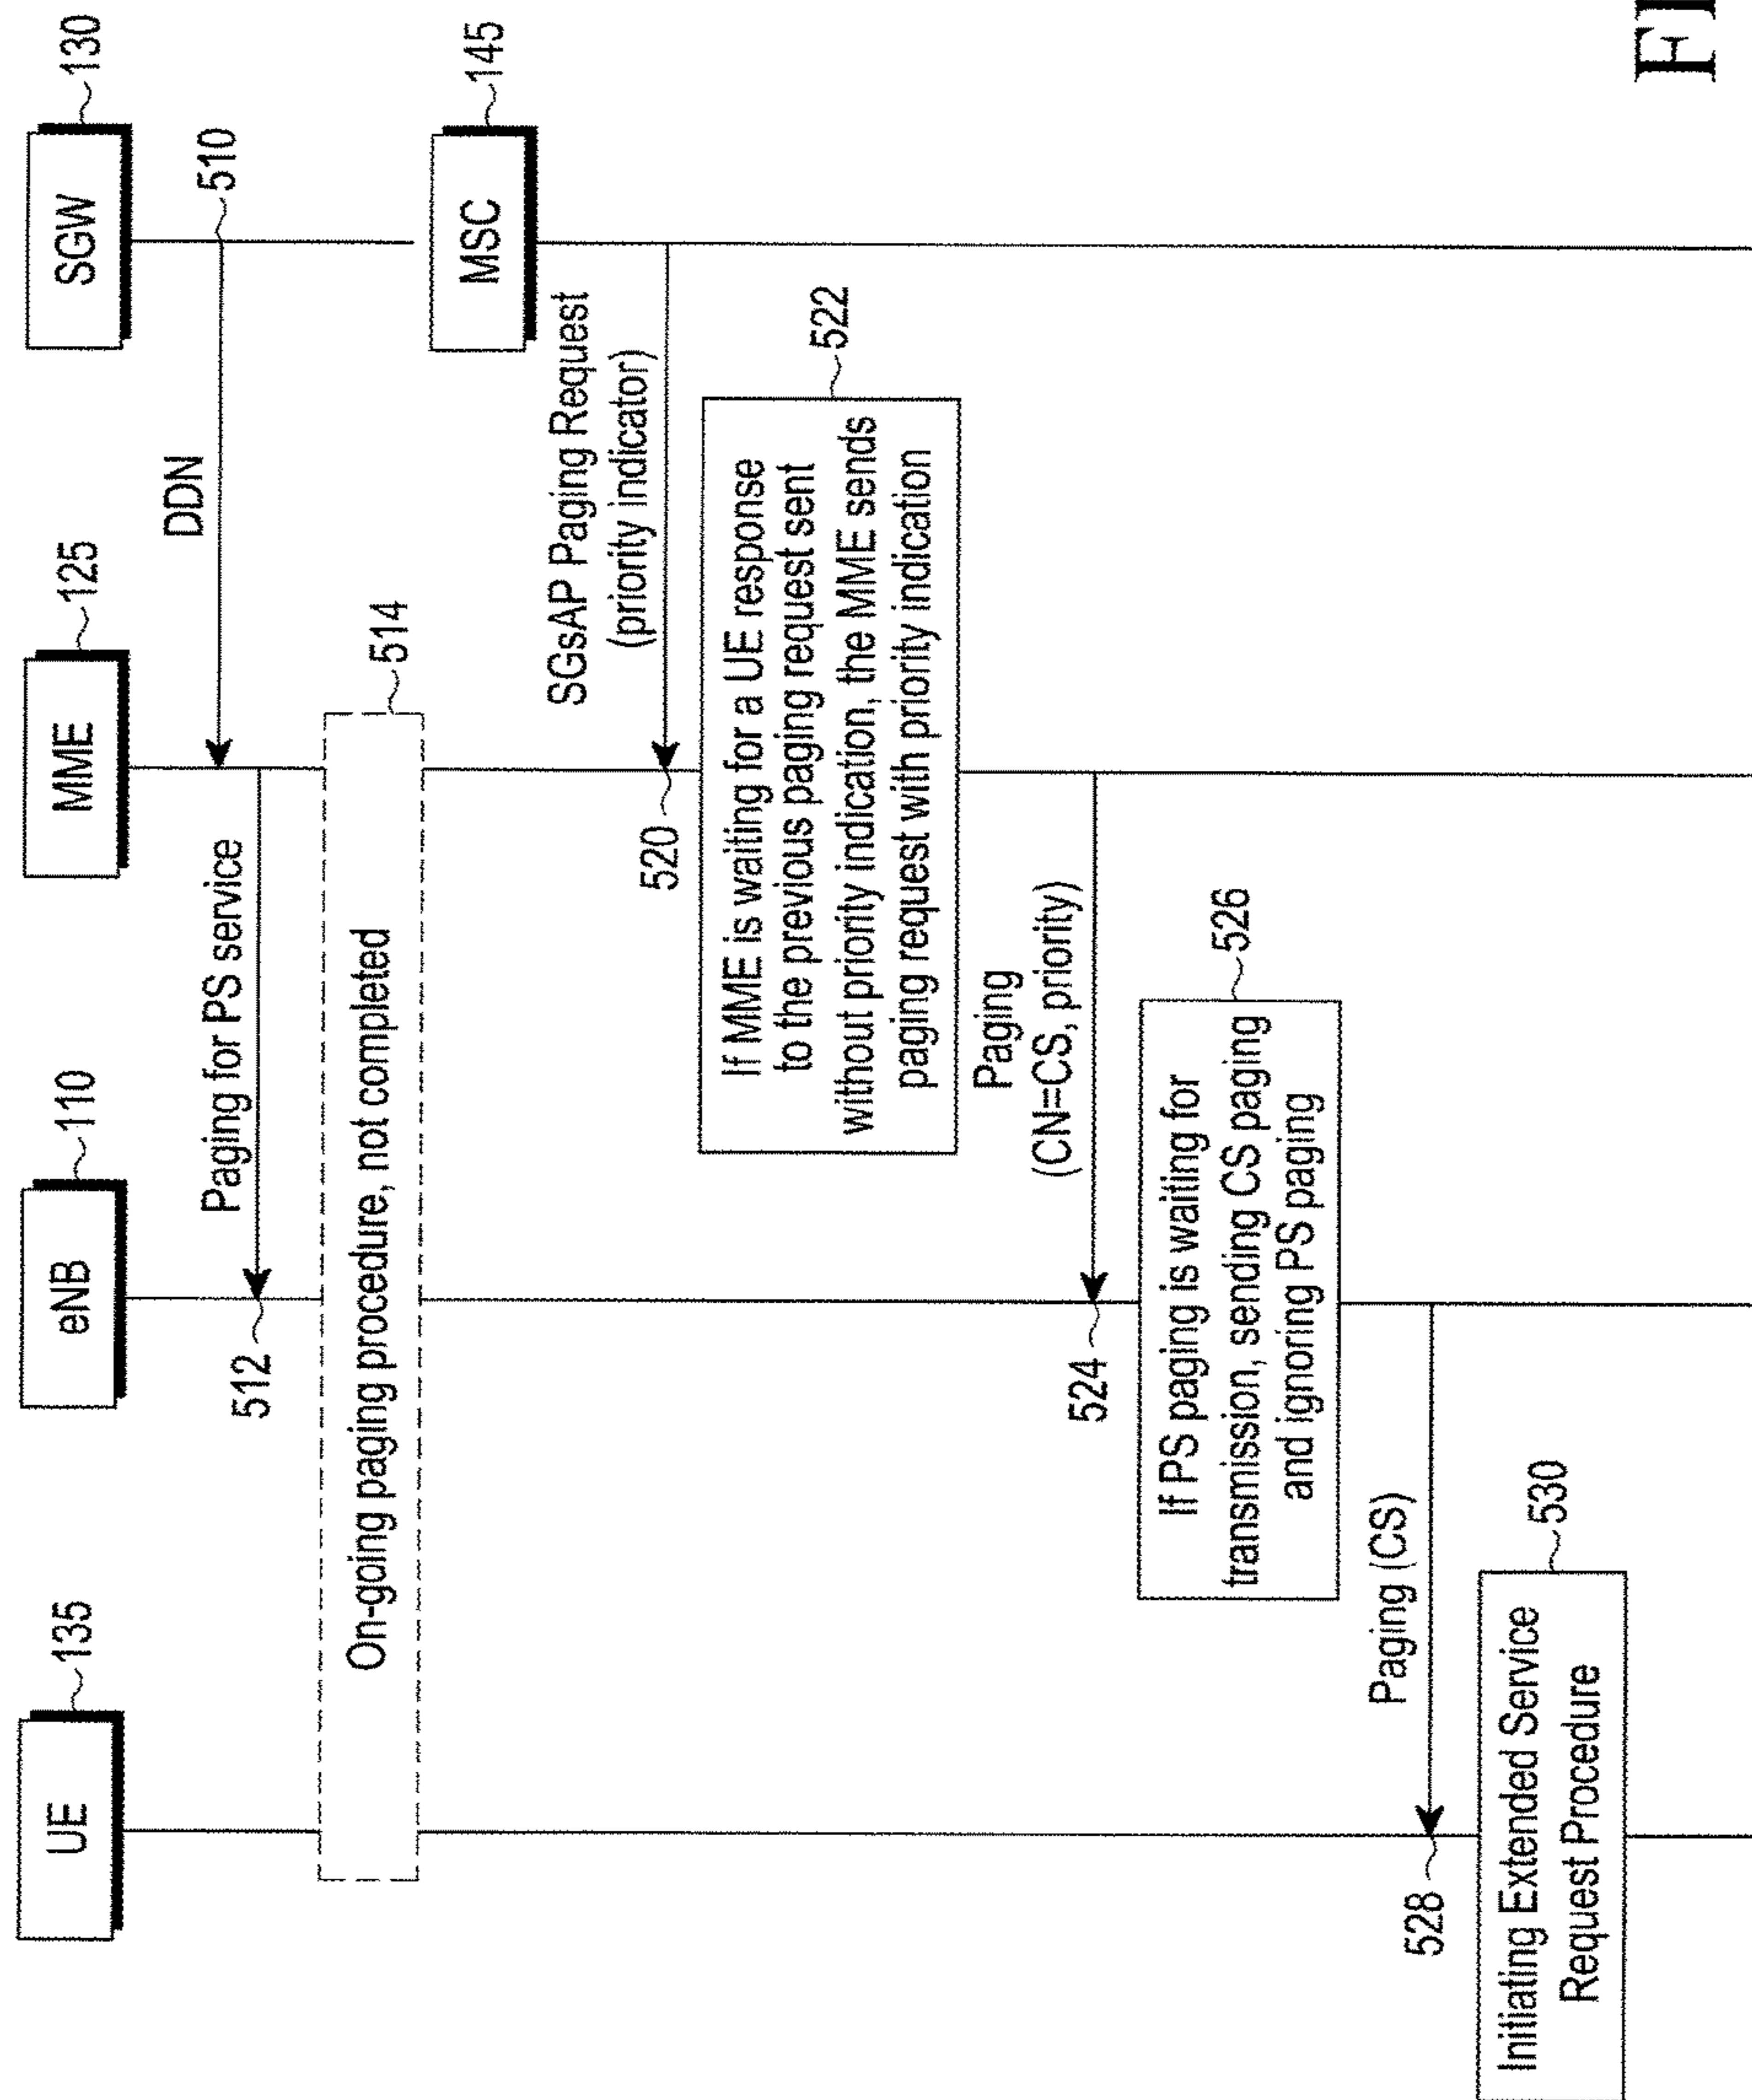 UE
135
eNB
110
MME
125
SGW
130
DDN
510
Paging for PS service
512
On-going paging procedure, not completed
514
MSC
145
SGsAP Paging Request
(priority indicator)
520
If MME is waiting for a UE response
to the previous paging request sent
without priority indication, the MME sends
paging request with priority indication
522
Paging
(CN=CS, priority)
524
If PS paging is waiting for
transmission, sending CS paging
and ignoring PS paging
526
Paging (CS)
528
Initiating Extended Service
Request Procedure
530